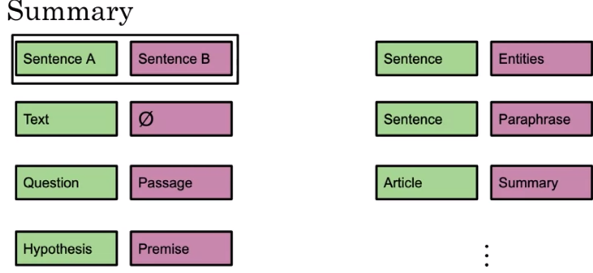 Summary
Sentence A Sentence B
Text Ø
Question Passage
Hypothesis Premise
Sentence Entities
Sentence Paraphrase
Article Summary
⋮